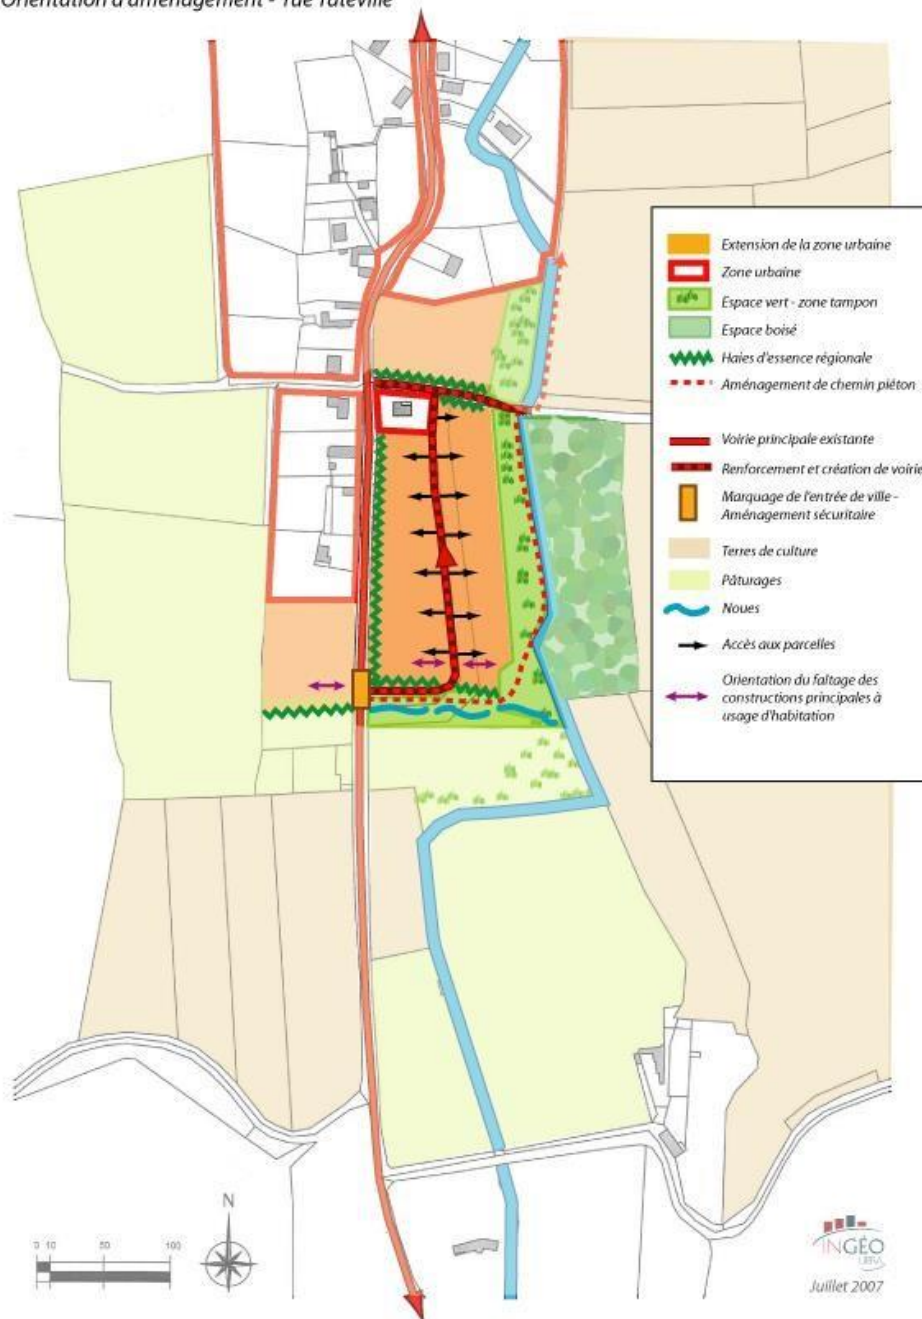 Orientation d'aménagement - rue Tateville
Extension de la zone urbaine
Zone urbaine
Espace vert - zone tampon
Espace boisé
Haies d'essence régionale
Aménagement de chemin piéton
Voirie principale existante
Renforcement et création de voirie
Marquage de l'entrée de ville -
Aménagement sécuritaire
Terres de culture
Pâturages
Noues
Accès aux parcelles
Orientation du faîtage des
constructions principales à
usage d'habitation
N
0 10 50 100
INGÉO
URBA
Juillet 2007